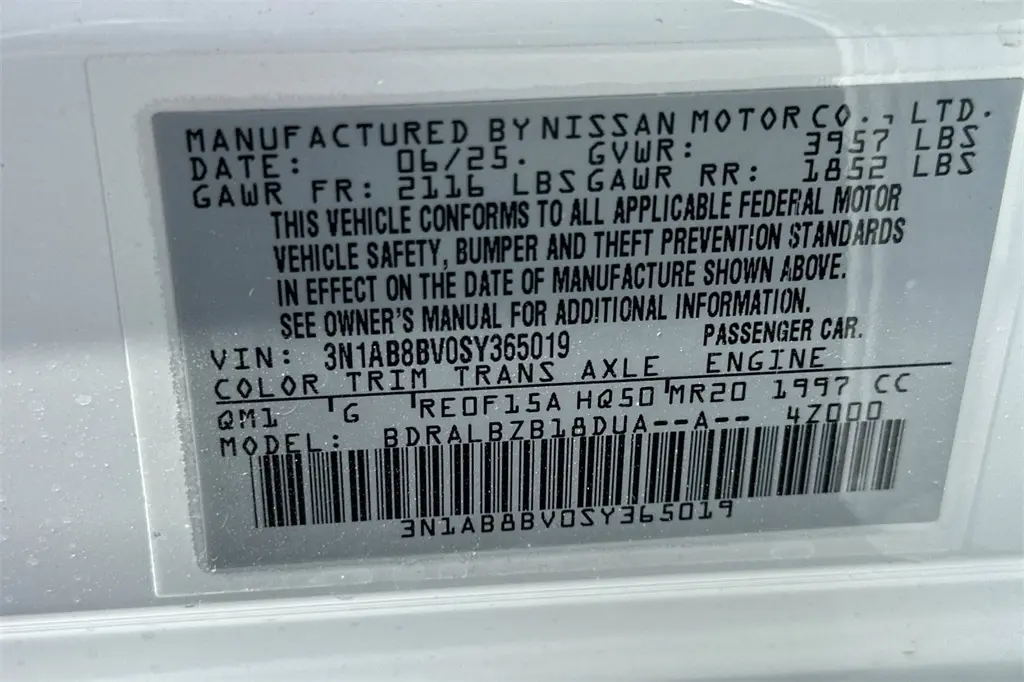 MANUFACTURED BY NISSAN MOTOR CO., LTD.
DATE: 06/25. GVWR: 3957 LBS
GAWR FR: 2116 LBS GAWR RR: 1852 LBS
THIS VEHICLE CONFORMS TO ALL APPLICABLE FEDERAL MOTOR
VEHICLE SAFETY, BUMPER AND THEFT PREVENTION STANDARDS
IN EFFECT ON THE DATE OF MANUFACTURE SHOWN ABOVE.
SEE OWNER'S MANUAL FOR ADDITIONAL INFORMATION.
VIN: 3N1AB8BV0SY365019 PASSENGER CAR.
COLOR TRIM TRANS AXLE ENGINE
QM1 G RE0F15A HQ50 MR20 1997 CC
MODEL: BDRALBZB18DUA--A-- 4Z000
3N1AB8BV0SY365019